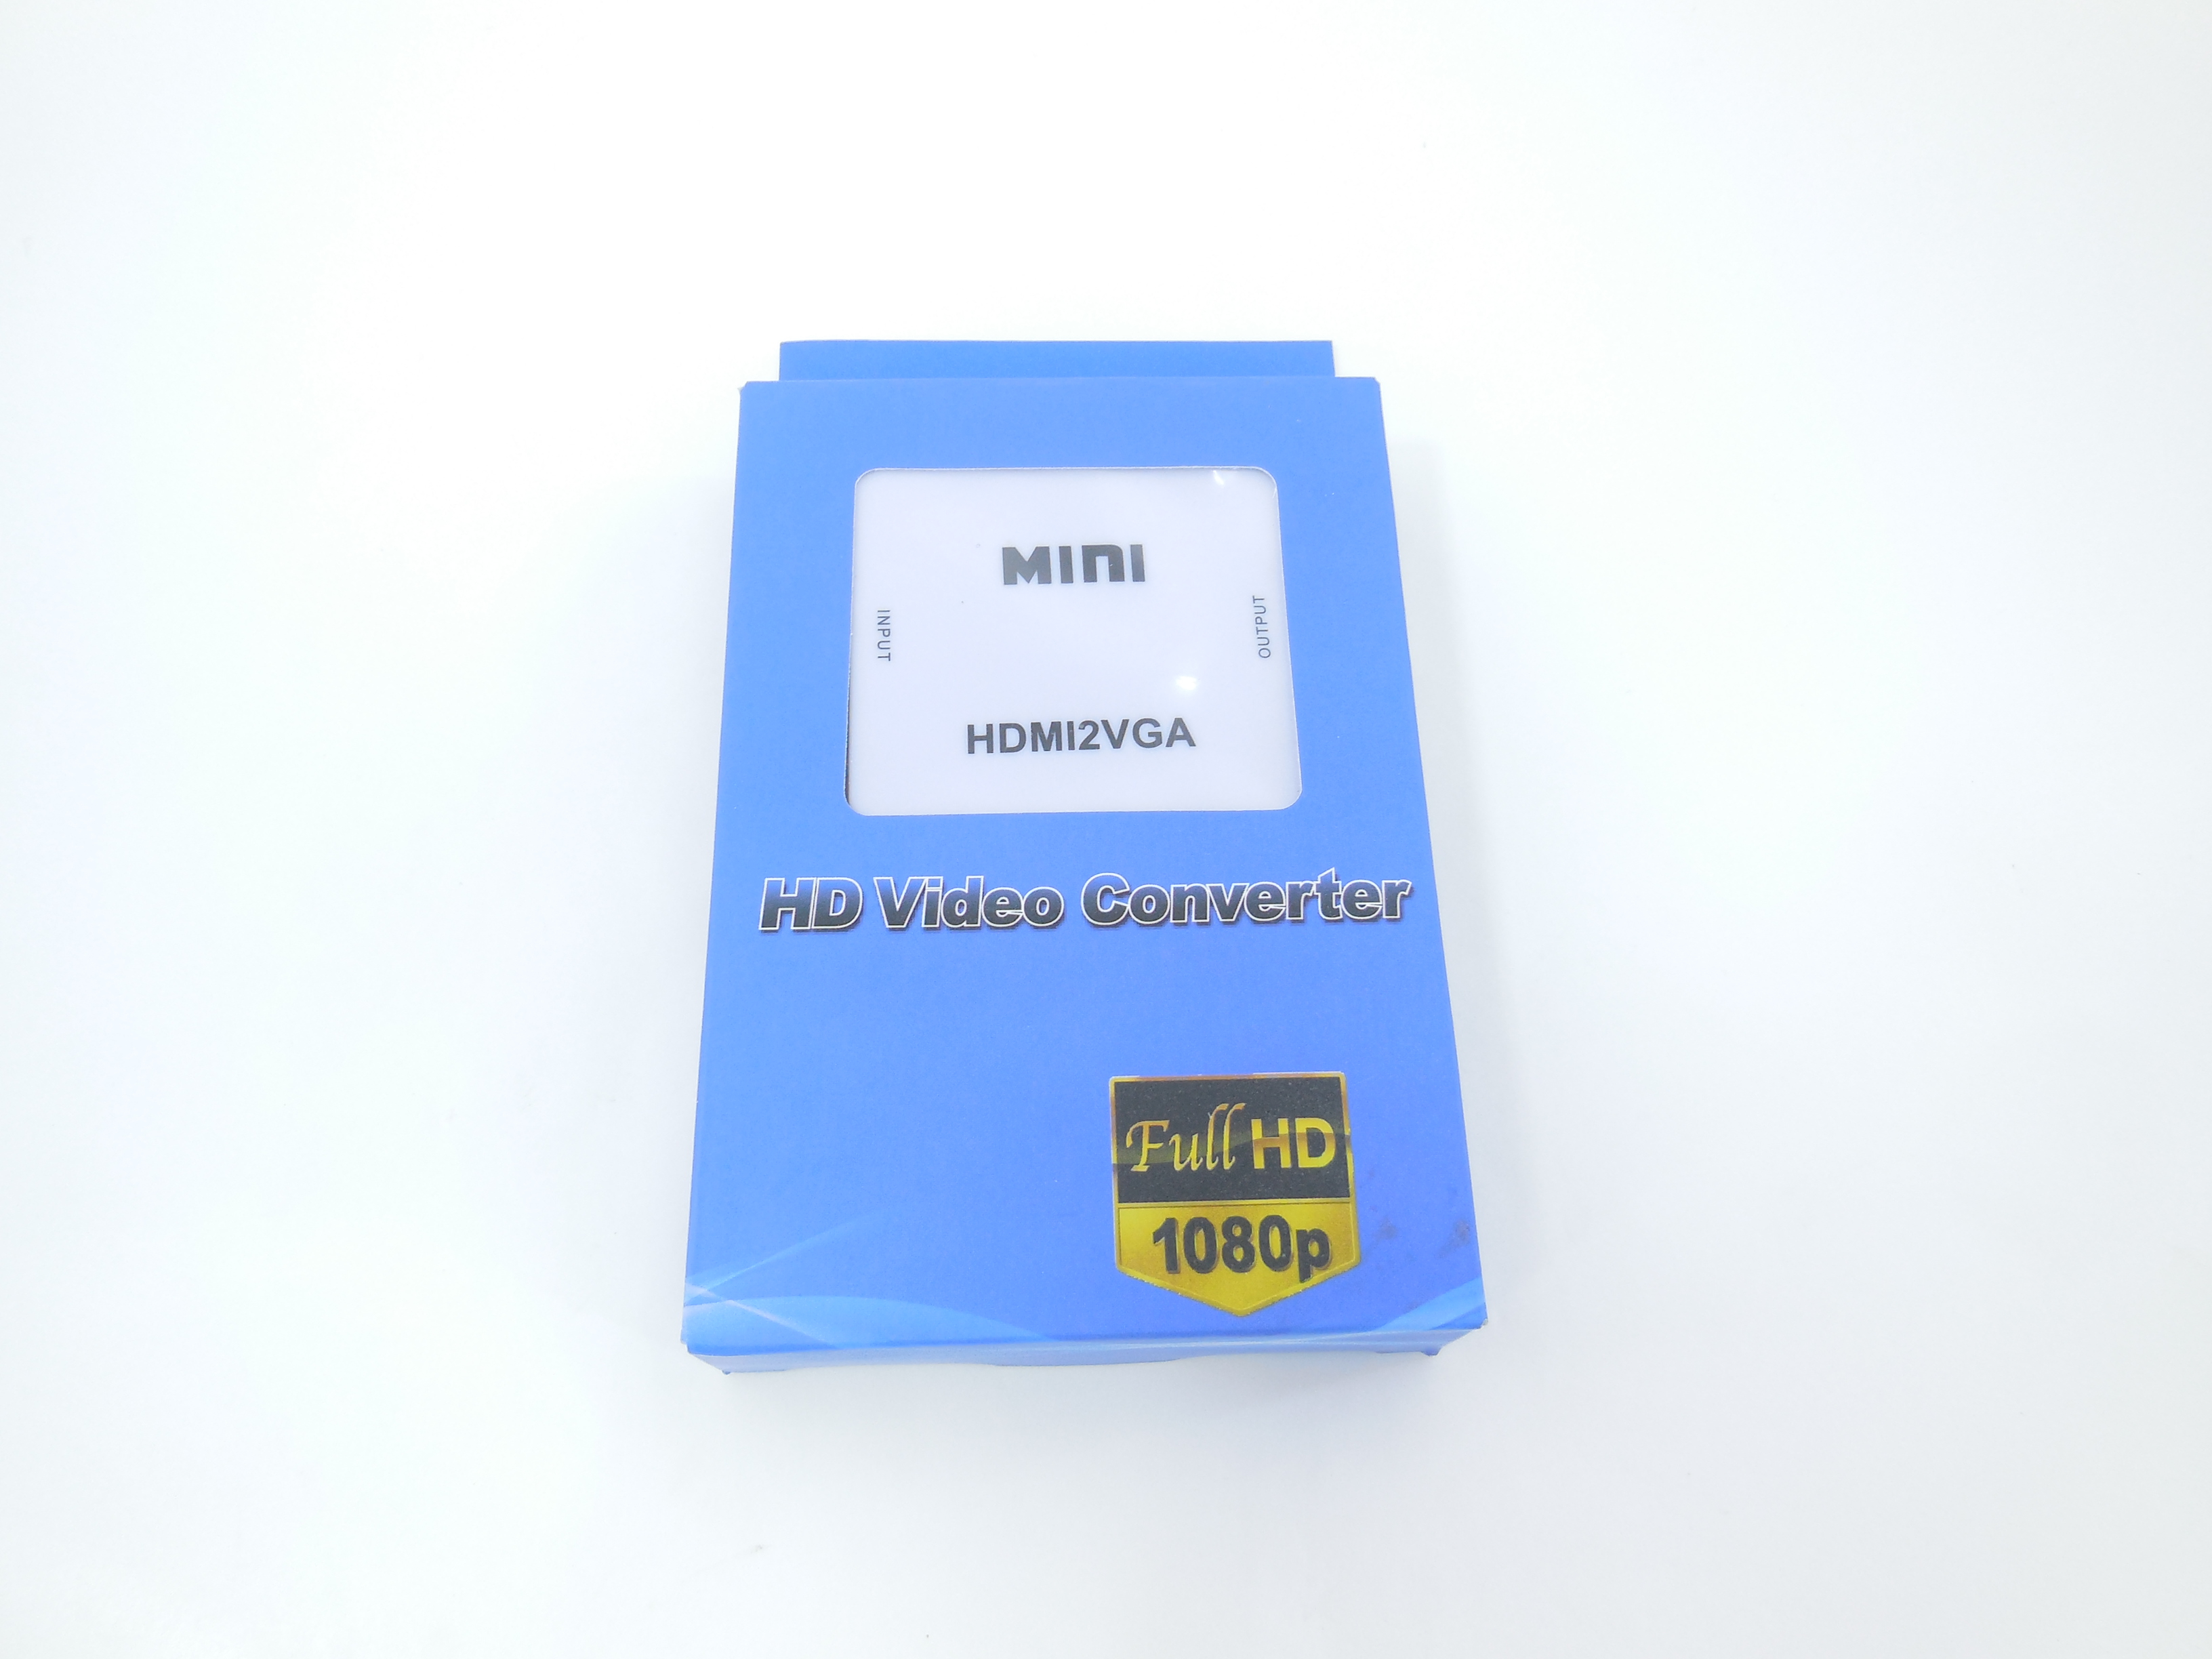 MINI
INPUT
OUTPUT
HDMI2VGA
HD Video Converter
Full HD
1080p